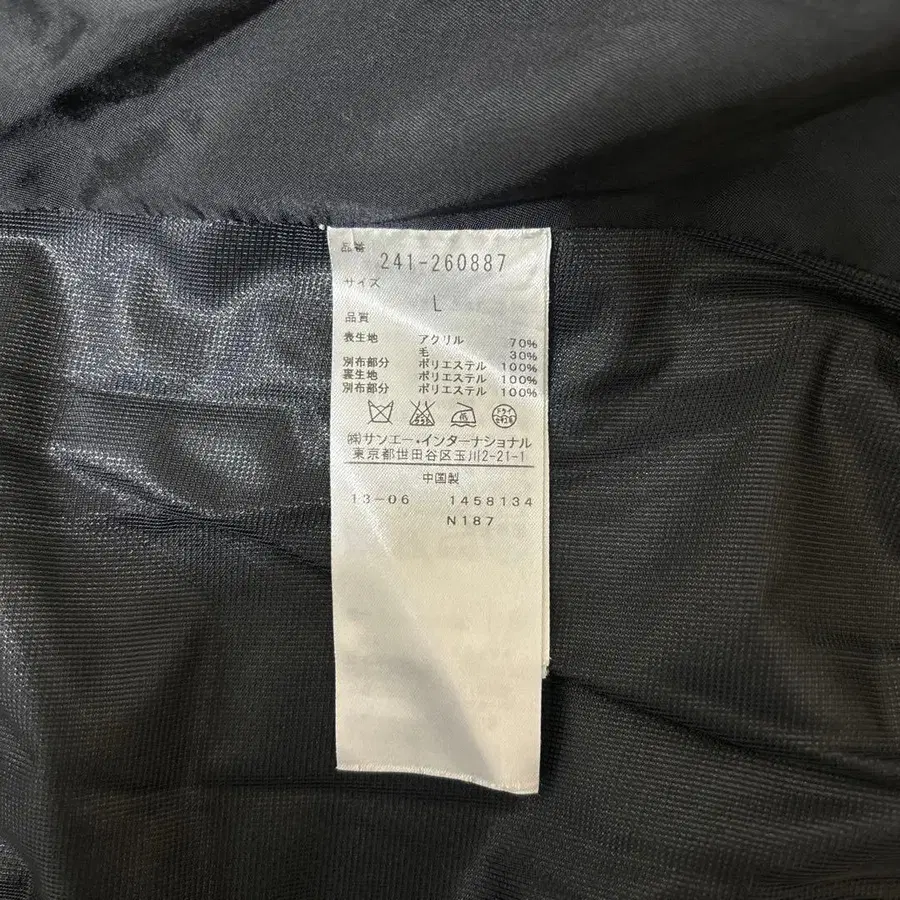 品番
241-260887
サイズ
L
品質
表生地 アクリル 70%
毛 30%
別布部分 ポリエステル 100%
裏生地 ポリエステル 100%
別布部分 ポリエステル 100%
㈱サンエー・インターナショナル
東京都世田谷区玉川2-21-1
中国製
13-06 1458134
N187